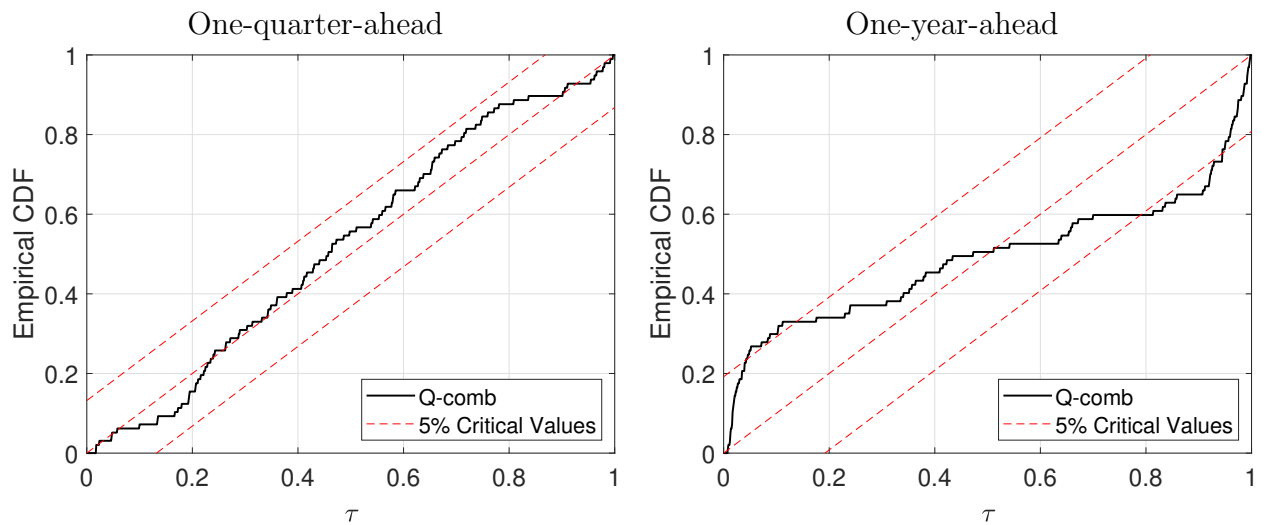 One-quarter-ahead
1
0.8
0.6
0.4
0.2
0
Empirical CDF
0 0.2 0.4 0.6 0.8 1
τ
Q-comb
5% Critical Values
One-year-ahead
1
0.8
0.6
0.4
0.2
0
Empirical CDF
0 0.2 0.4 0.6 0.8 1
τ
Q-comb
5% Critical Values